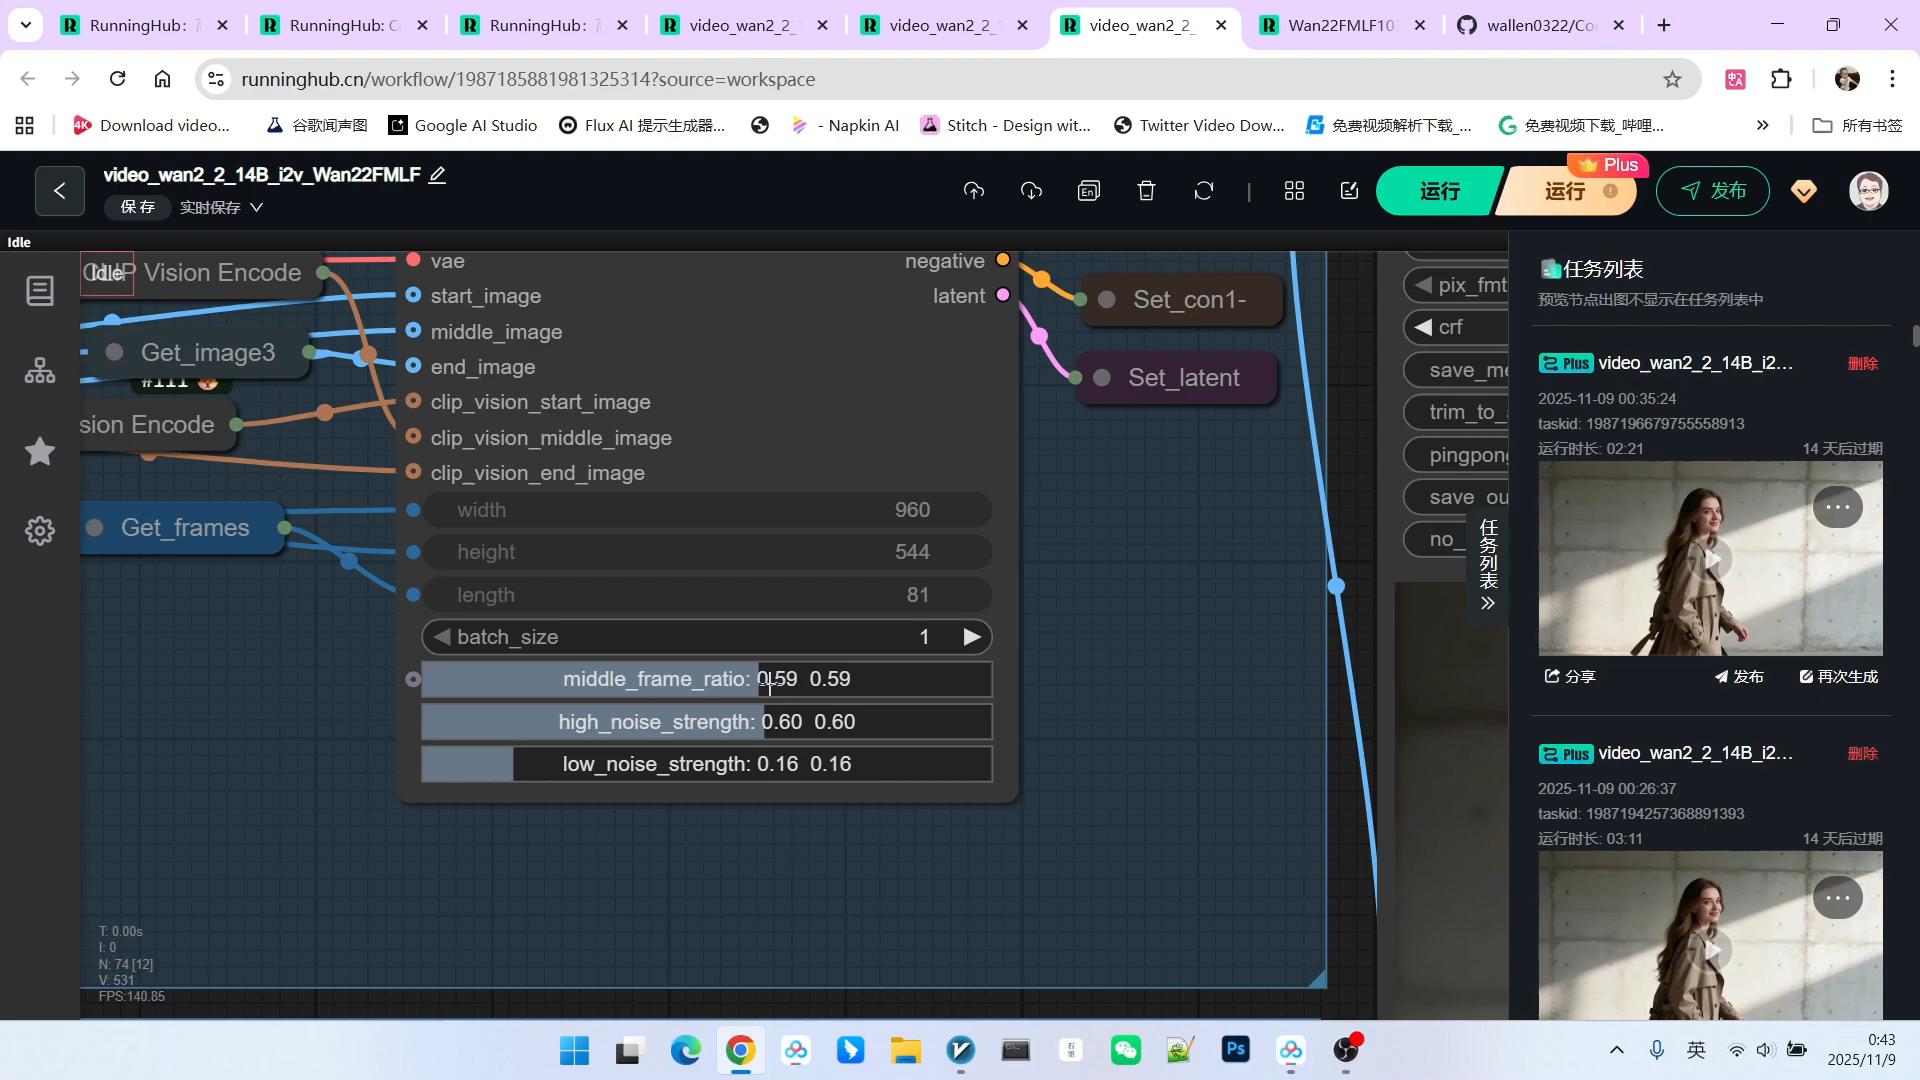 RunningHub:
RunningHub: C
RunningHub:
video_wan2_2_
video_wan2_2_
video_wan2_2_
Wan22FMLF10
wallen0322/Co
runninghub.cn/workflow/1987185881981325314?source=workspace
Download video...
谷歌闻声图
Google AI Studio
Flux AI 提示生成器...
- Napkin AI
Stitch - Design wit...
Twitter Video Dow...
免费视频解析下载_...
免费视频下载_哔哩...
所有书签
video_wan2_2_14B_i2v_Wan22FMLF
保存
实时保存
运行
运行
Plus
发布
Idle
Idle
CLIP Vision Encode
vae
negative
start_image
latent
Set_con1-
pix_fmt
middle_image
crf
Get_image3
end_image
Set_latent
save_me
#111
clip_vision_start_image
trim_to_
sion Encode
clip_vision_middle_image
pingpong
clip_vision_end_image
save_ou
width 960
Get_frames
no_
height 544
length 81
batch_size 1
middle_frame_ratio: 0.59 0.59
high_noise_strength: 0.60 0.60
low_noise_strength: 0.16 0.16
T: 0.00s
I: 0
N: 74 [12]
V: 531
FPS:140.85
任务列表
任务列表
预览节点出图不显示在任务列表中
Plus video_wan2_2_14B_i2... 删除
2025-11-09 00:35:24
taskid: 1987196679755558913
运行时长: 02:21 14 天后过期
分享
发布
再次生成
Plus video_wan2_2_14B_i2... 删除
2025-11-09 00:26:37
taskid: 1987194257368891393
运行时长: 03:11 14 天后过期
石墨
Ps
英
0:43
2025/11/9